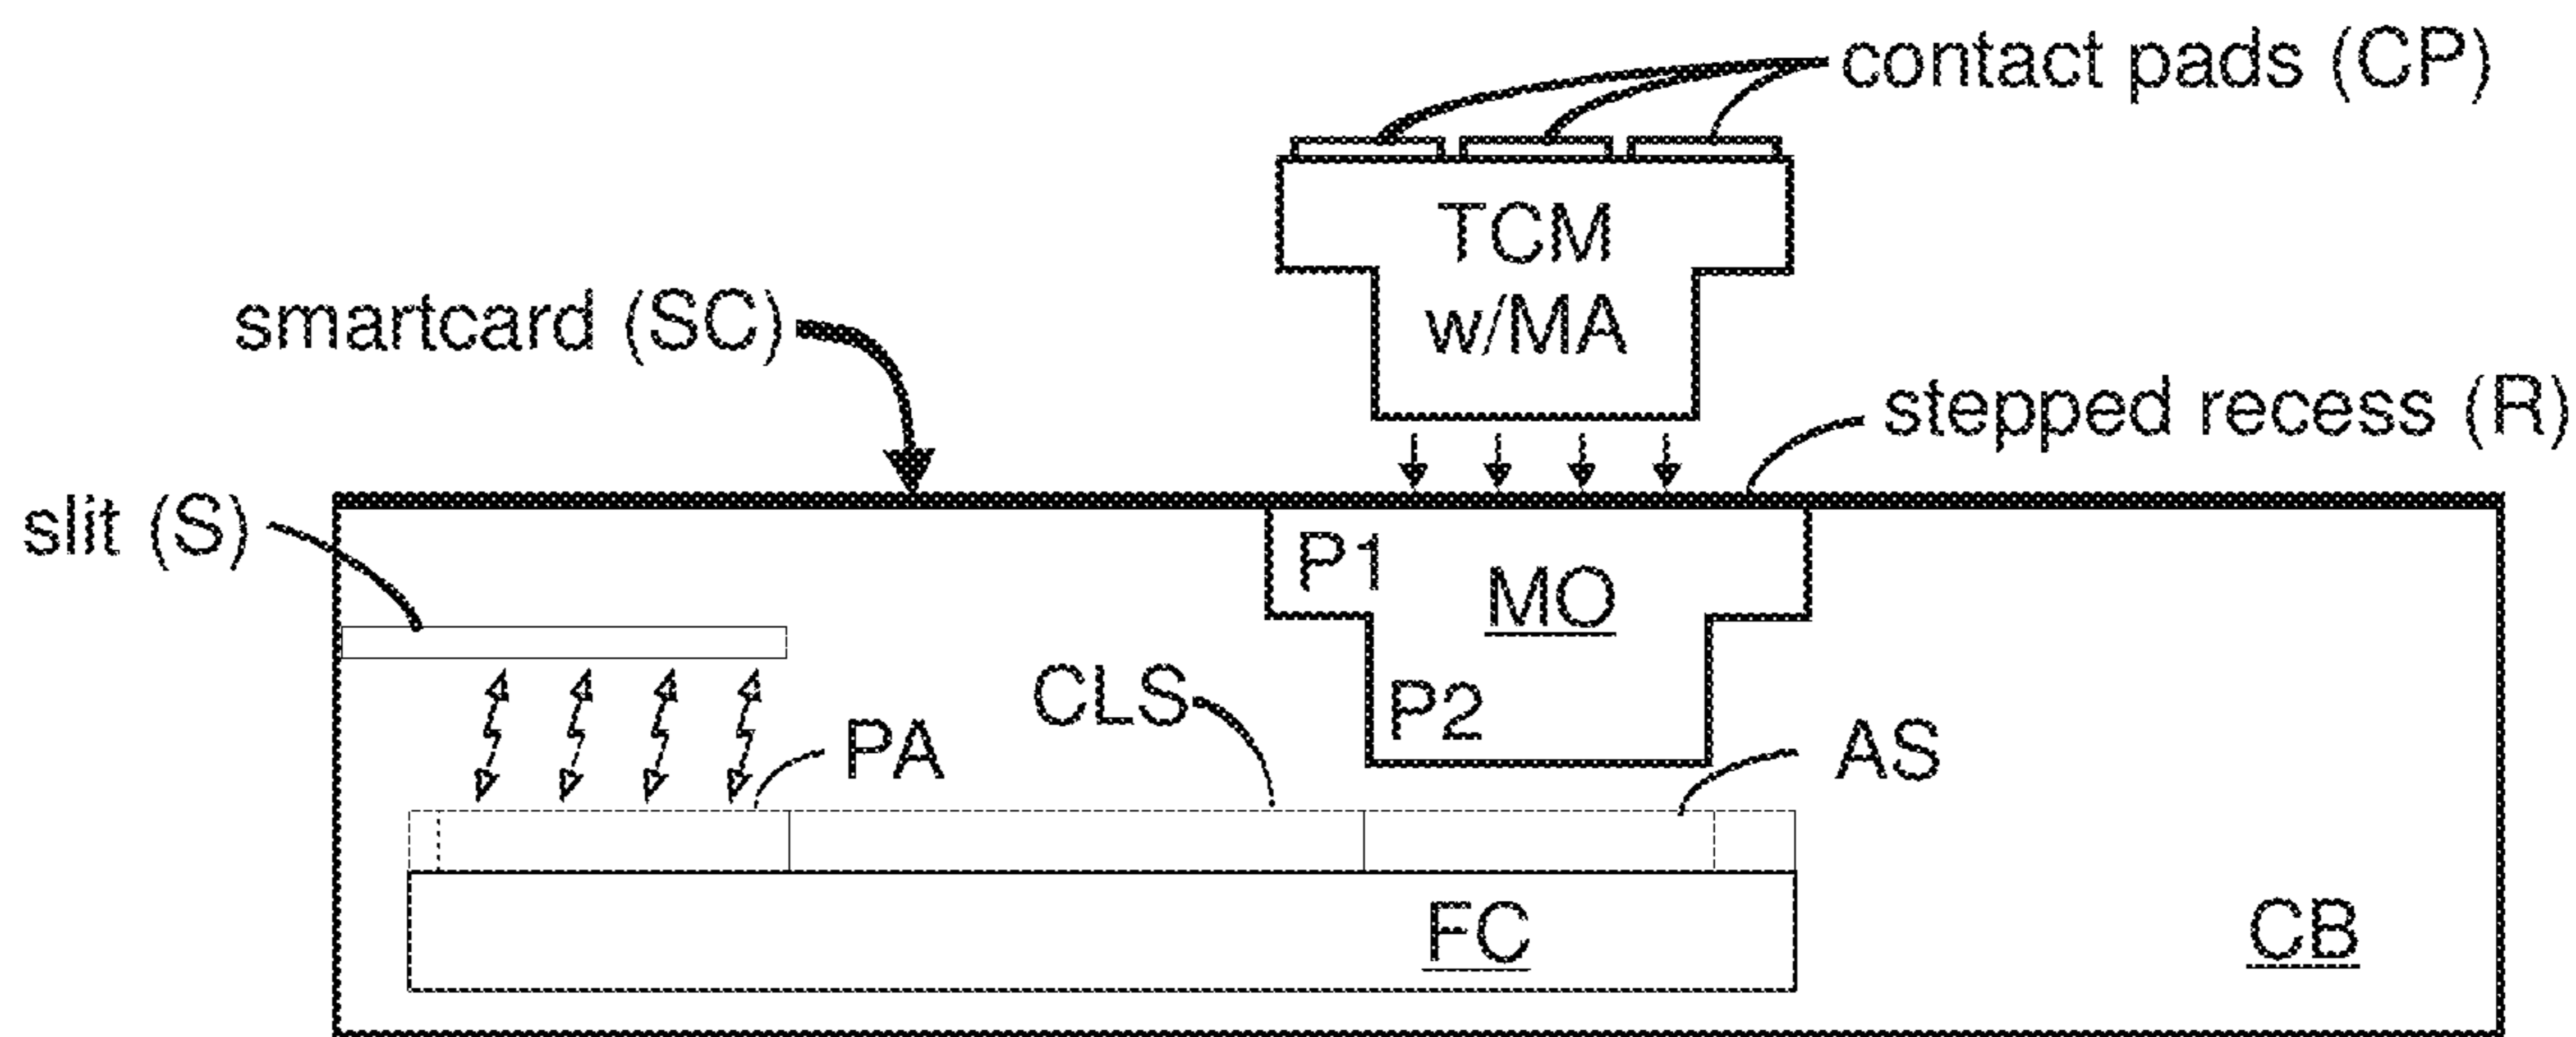 contact pads (CP)
TCM
w/MA
smartcard (SC)
stepped recess (R)
slit (S)
P1
MO
CLS
P2
PA
AS
FC
CB